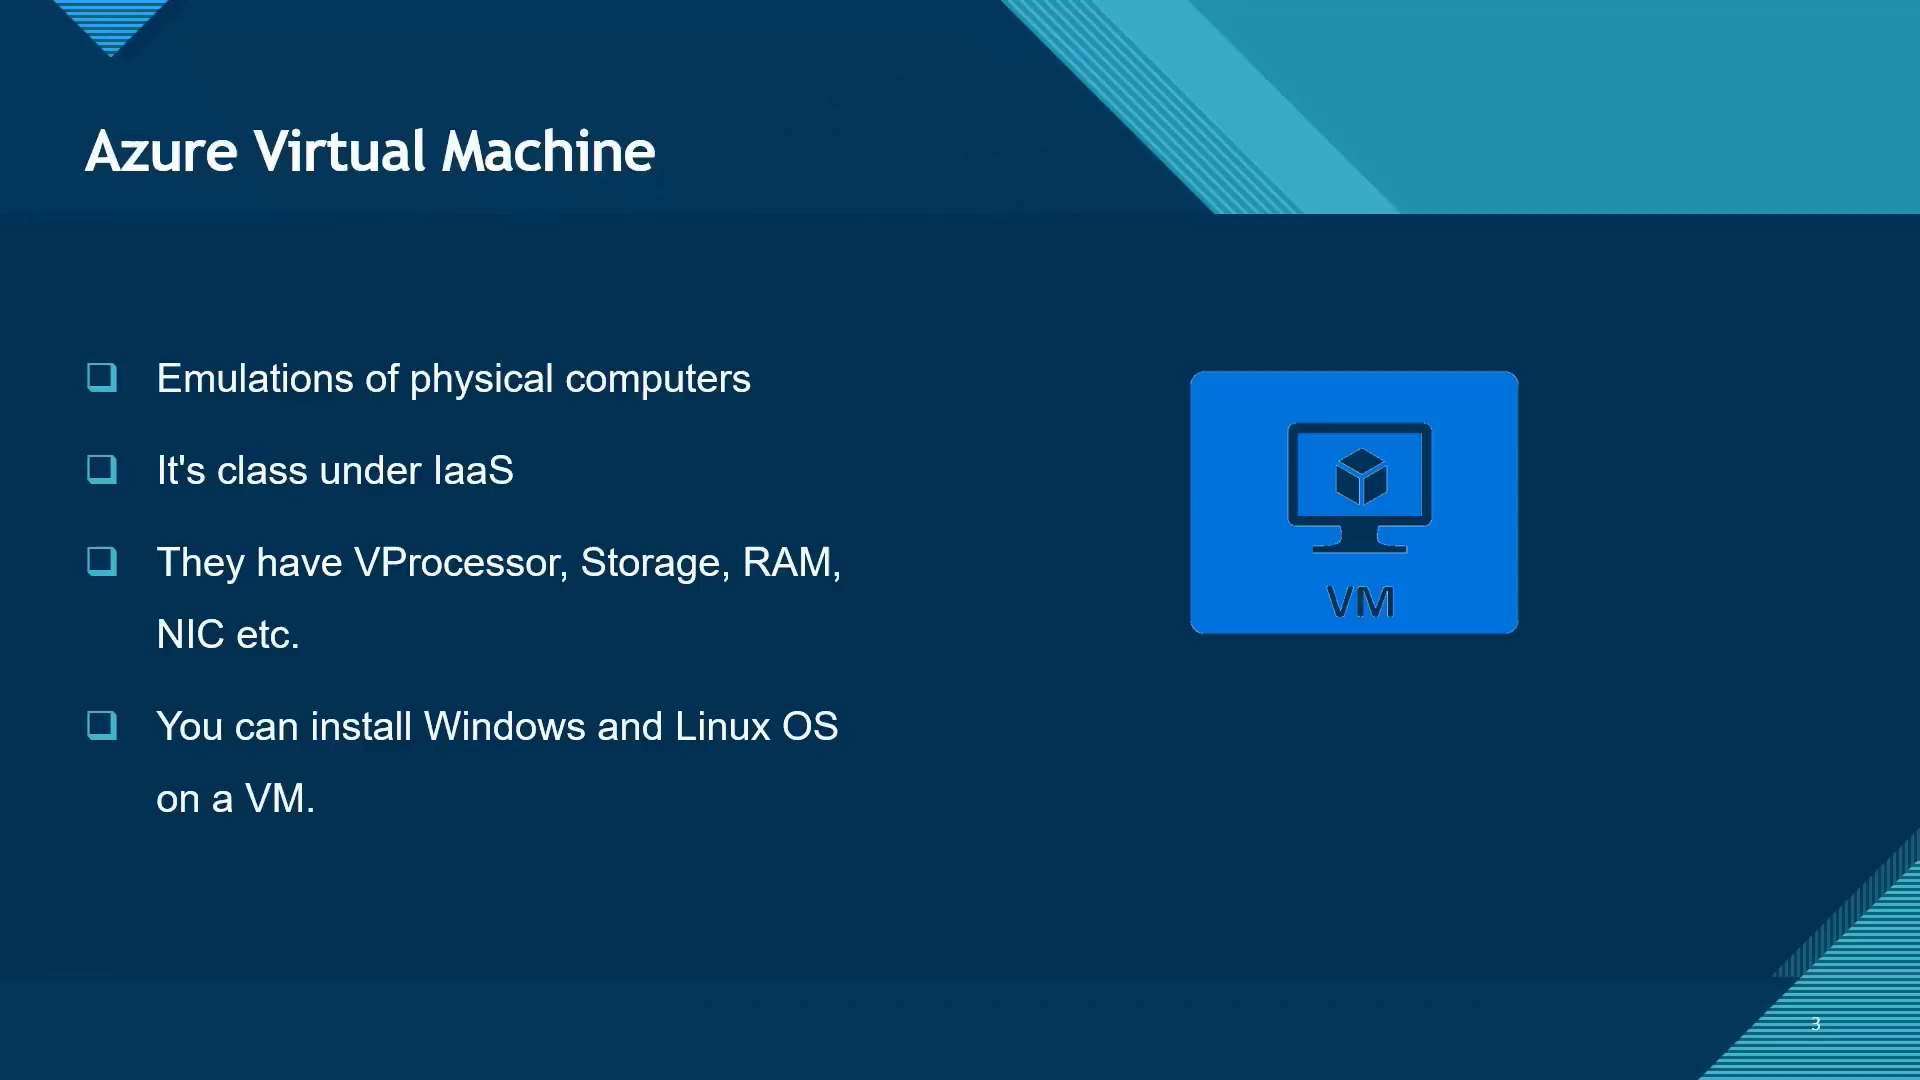 Azure Virtual Machine
Emulations of physical computers
It's class under IaaS
They have VProcessor, Storage, RAM,
NIC etc.
You can install Windows and Linux OS
on a VM.
VM
3